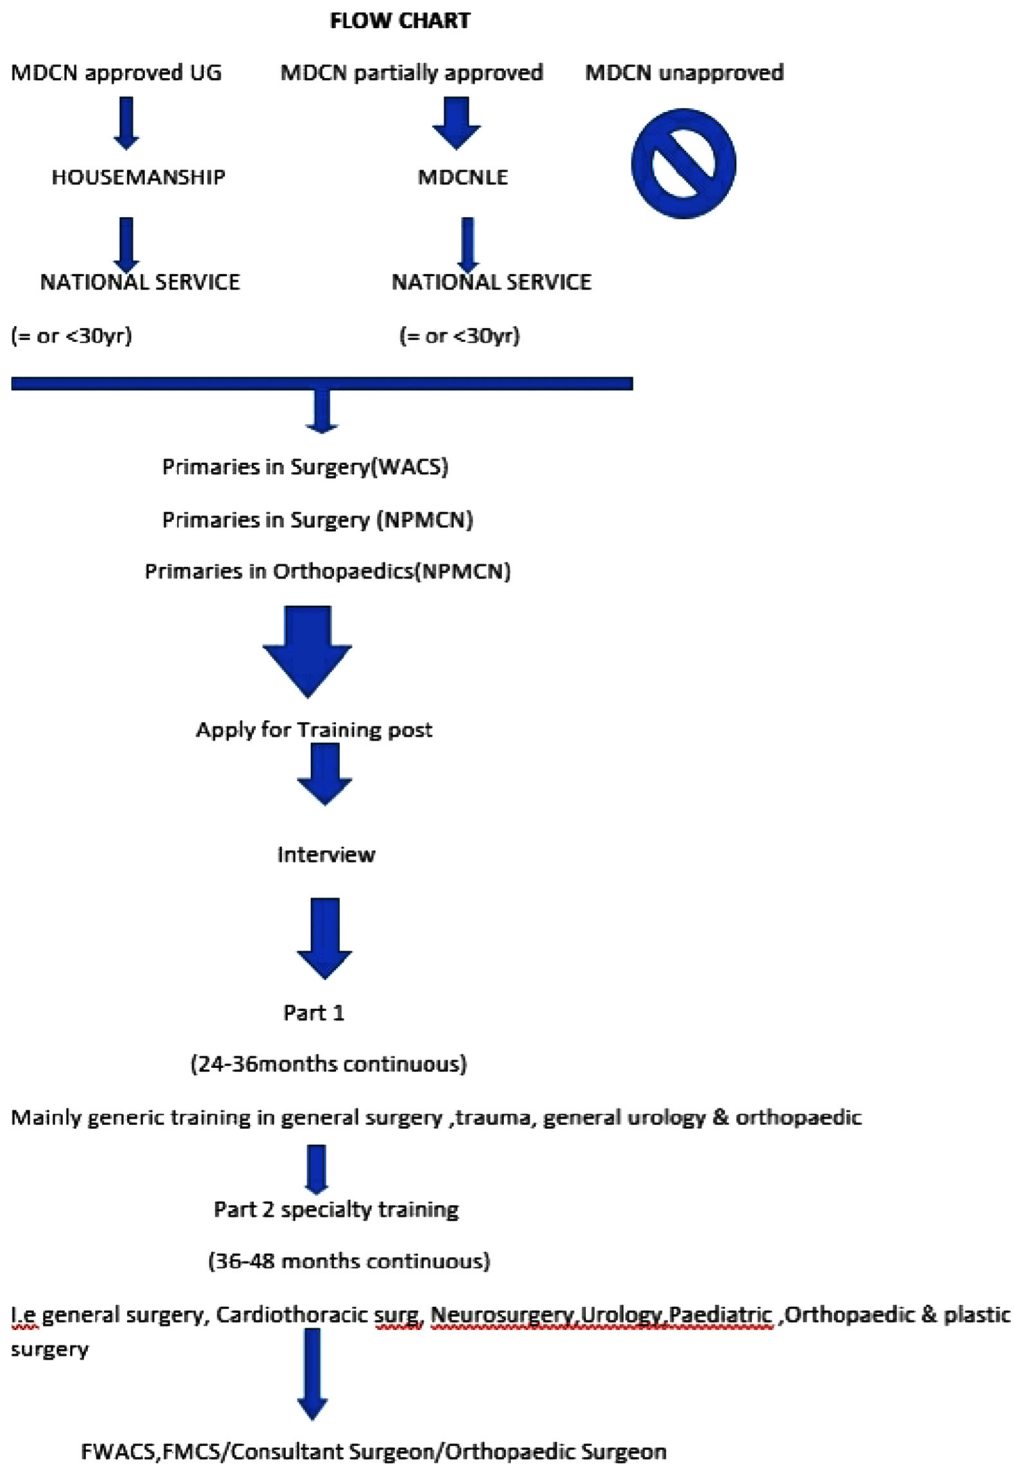 FLOW CHART
MDCN approved UG MDCN partially approved MDCN unapproved
HOUSEMANSHIP MDCNLE
NATIONAL SERVICE NATIONAL SERVICE
(= or <30yr) (= or <30yr)
Primaries in Surgery(WACS)
Primaries in Surgery (NPMCN)
Primaries in Orthopaedics(NPMCN)
Apply for Training post
Interview
Part 1
(24-36months continuous)
Mainly generic training in general surgery ,trauma, general urology & orthopaedic
Part 2 specialty training
(36-48 months continuous)
I.e general surgery, Cardiothoracic surg, Neurosurgery,Urology,Paediatric ,Orthopaedic & plastic
surgery
FWACS,FMCS/Consultant Surgeon/Orthopaedic Surgeon